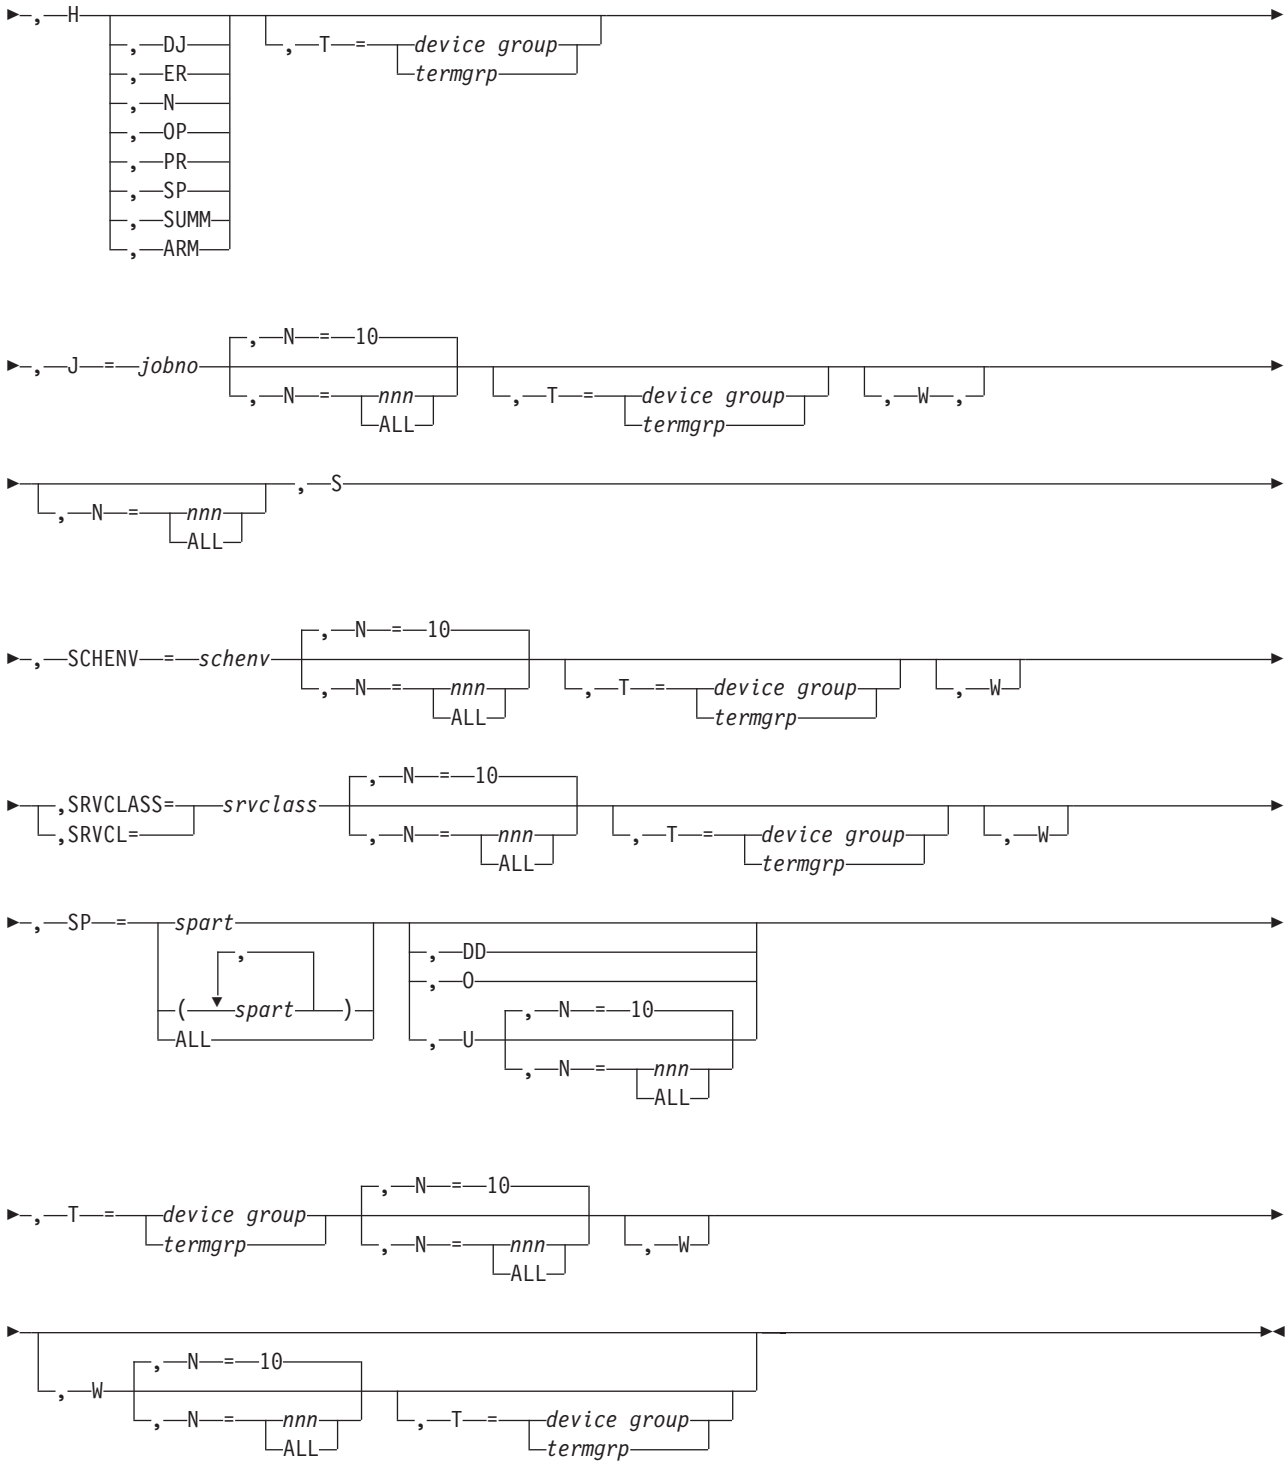 , H
, DJ , T = device group
, ER termgrp
, N
, OP
, PR
, SP
, SUMM
, ARM
, N = 10
, J = jobno
, N = nnn , T = device group , W ,
ALL termgrp
, S
, N = nnn
ALL
, N = 10
, SCHENV = schenv
, N = nnn , T = device group , W
ALL termgrp
, N = 10
,SRVCLASS= srvclass
,SRVCL= , N = nnn , T = device group , W
ALL termgrp
, SP = spart
, , DD
, O
( spart ) , N = 10
ALL , U
, N = nnn
ALL
, N = 10
, T = device group
termgrp , N = nnn , W
ALL
, N = 10
, W
, N = nnn , T = device group
ALL termgrp